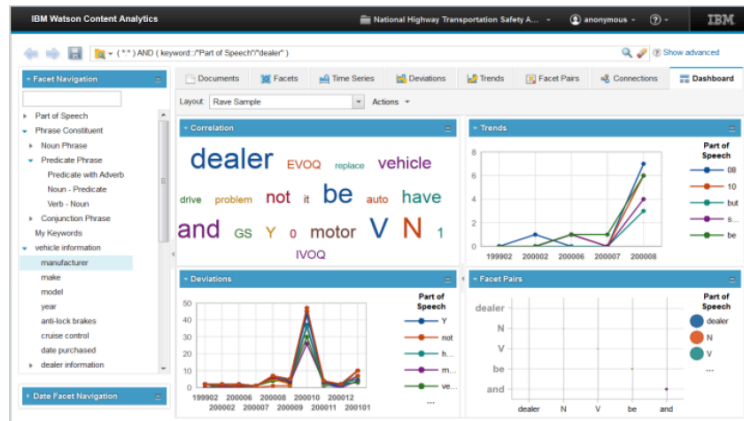 IBM Watson Content Analytics
National Highway Transportation Safety A...
anonymous
?
IBM
( *:* ) AND ( keyword::/"Part of Speech"/"dealer" )
? Show advanced
Facet Navigation
Part of Speech
Phrase Constituent
Noun Phrase
Predicate Phrase
Predicate with Adverb
Noun - Predicate
Verb - Noun
Conjunction Phrase
My Keywords
vehicle information
manufacturer
make
model
year
anti-lock brakes
cruise control
date purchased
dealer information
Date Facet Navigation
Documents Facets Time Series Deviations Trends Facet Pairs Connections Dashboard
Layout: Rave Sample Actions
Correlation
dealer EVOQ replace vehicle
drive problem not it be auto have
and GS Y 0 motor V N 1
IVOQ
Trends
8
6
4
2
0
199902 200002 200006 200007 200008
Part of
Speech
08
10
but
s...
be
Deviations
50
40
30
20
10
0
199902 200006 200008 200010 200012
200002 200007 200009 200011 200101
Part of
Speech
Y
not
h...
m...
ve...
...
Facet Pairs
dealer
N
V
be
and
dealer N V be and
Part of
Speech
dealer
N
V
...